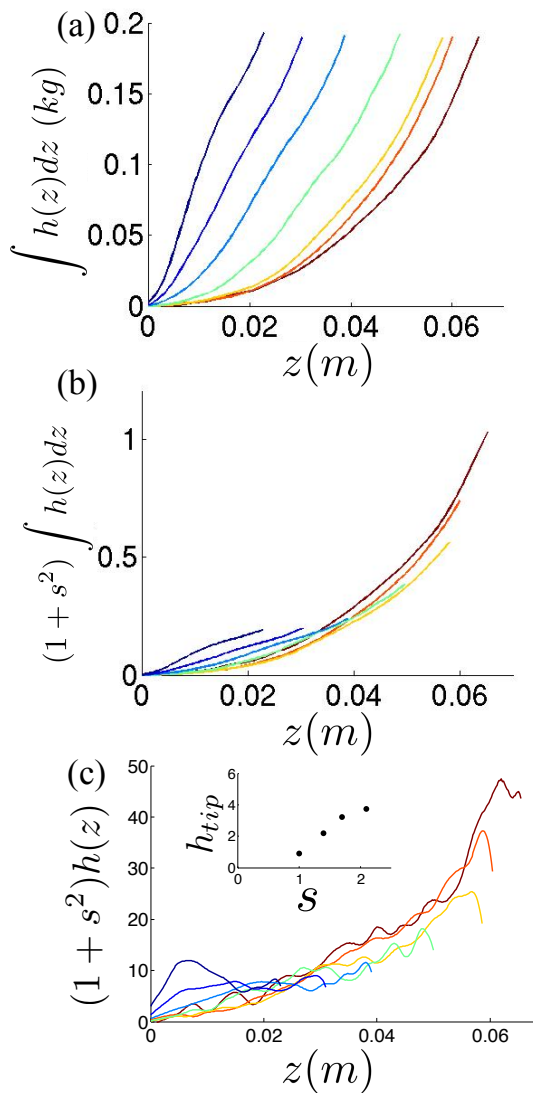 (a)
0.2
0.15
0.1
0.05
0
∫ h(z)dz (kg)
0 0.02 0.04 0.06
z(m)
(b)
1
0.5
0
(1 + s²) ∫ h(z)dz
0 0.02 0.04 0.06
z(m)
(c)
50
40
30
20
10
0
(1 + s²)h(z)
6
4
2
0
h_tip
0 1 2
s
0 0.02 0.04 0.06
z(m)